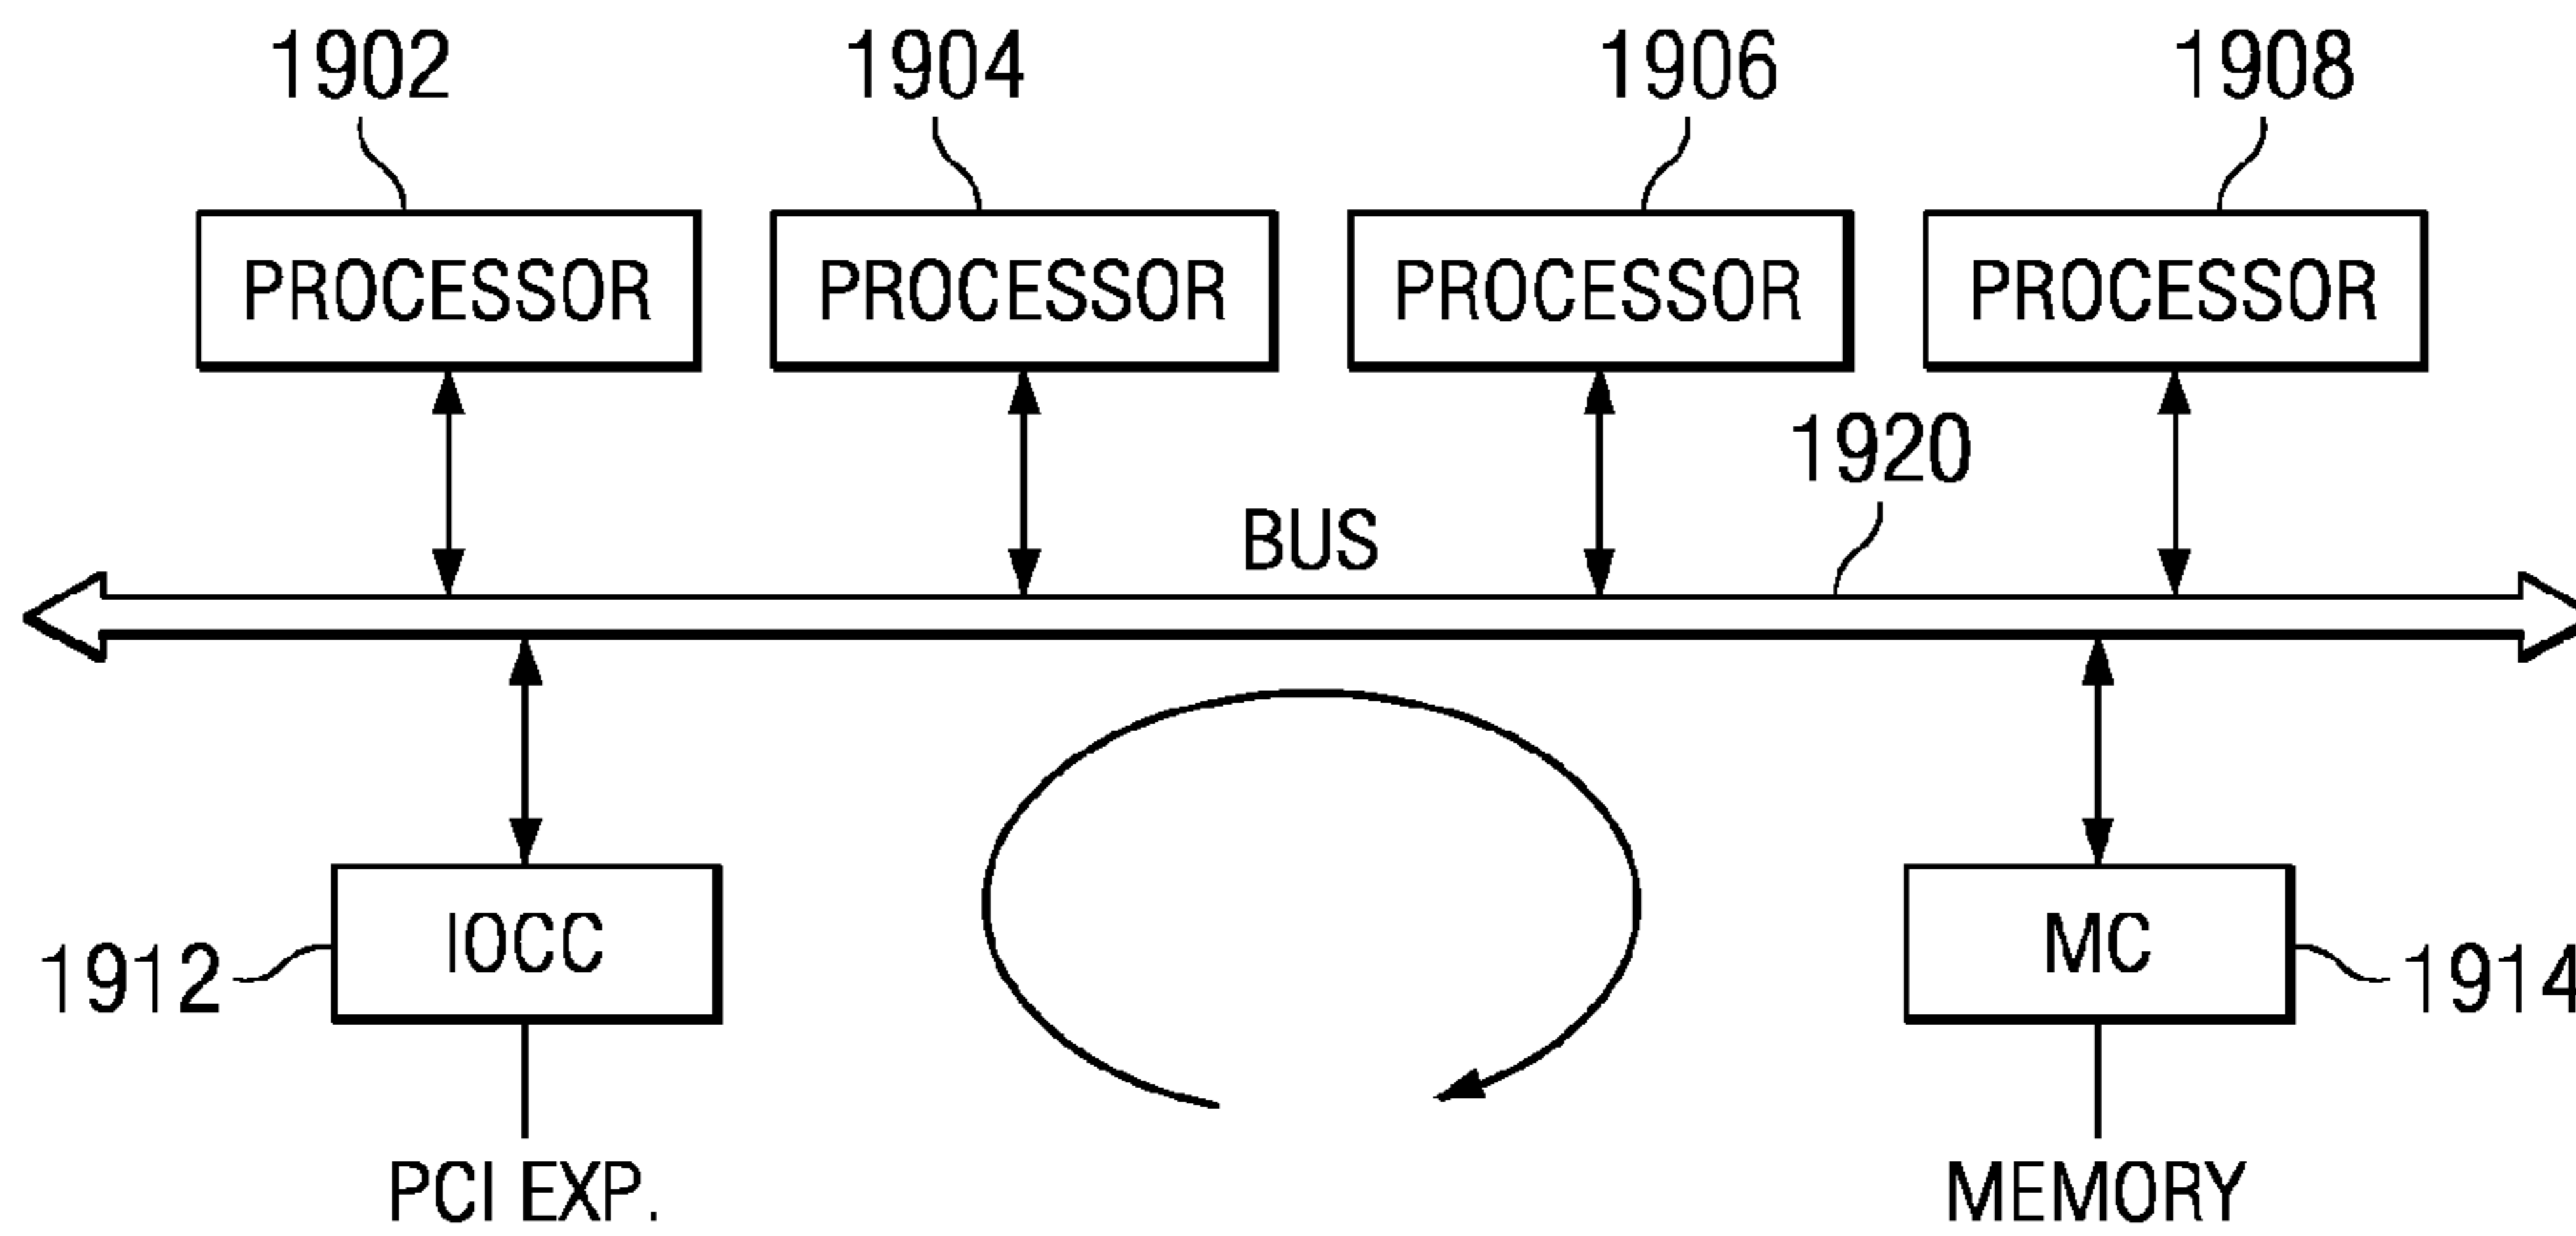 1902 1904 1906 1908
PROCESSOR PROCESSOR PROCESSOR PROCESSOR
1920
BUS
IOCC MC
1912 1914
PCI EXP. MEMORY